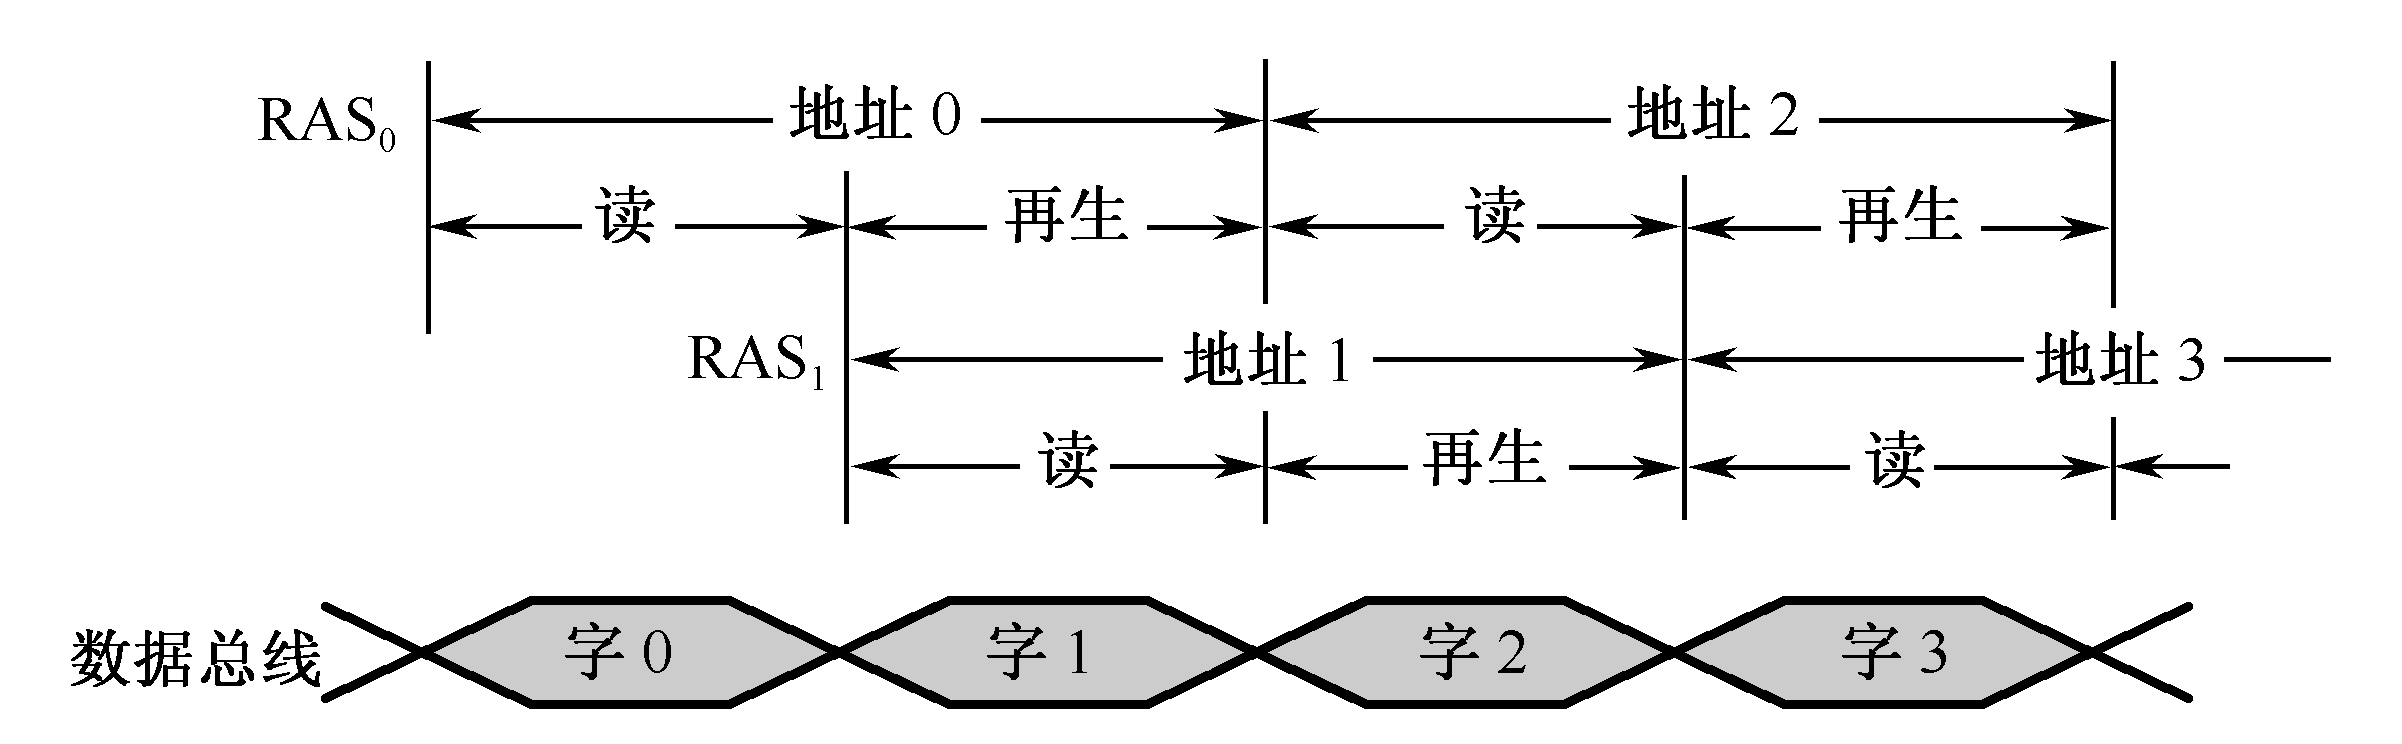 RAS₀ 地址 0 地址 2
读 再生 读 再生
RAS₁ 地址 1 地址 3
读 再生 读
数据总线 字 0 字 1 字 2 字 3